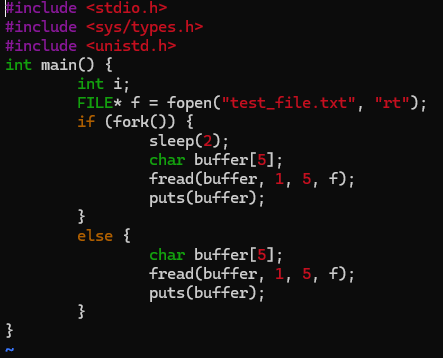 #include <stdio.h>
#include <sys/types.h>
#include <unistd.h>
int main() {
        int i;
        FILE* f = fopen("test_file.txt", "rt");
        if (fork()) {
                sleep(2);
                char buffer[5];
                fread(buffer, 1, 5, f);
                puts(buffer);
        }
        else {
                char buffer[5];
                fread(buffer, 1, 5, f);
                puts(buffer);
        }
}
~